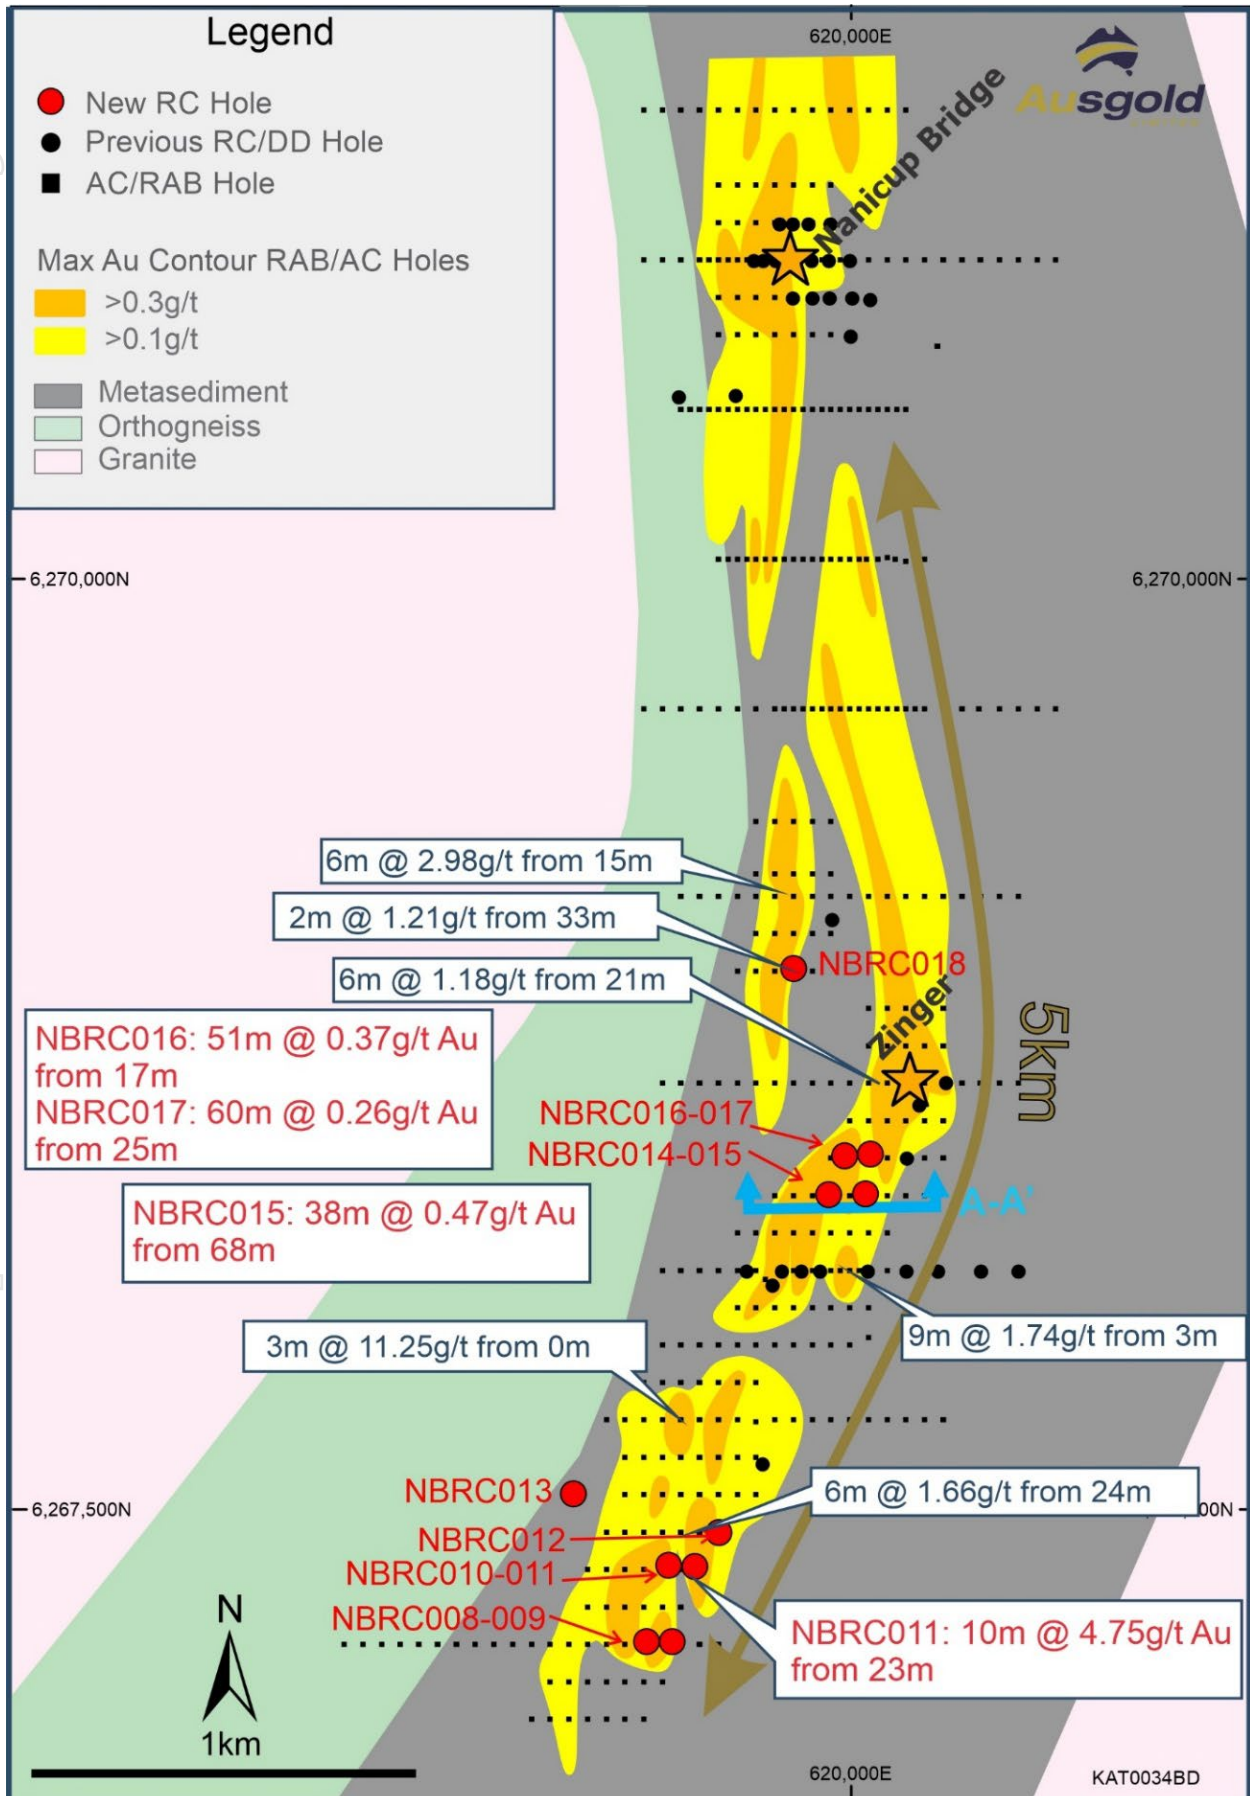 Legend
New RC Hole
Previous RC/DD Hole
AC/RAB Hole
Max Au Contour RAB/AC Holes
>0.3g/t
>0.1g/t
Metasediment
Orthogneiss
Granite
620,000E
Ausgold
Nanicup Bridge
6,270,000N
6,270,000N
6m @ 2.98g/t from 15m
2m @ 1.21g/t from 33m
NBRC018
6m @ 1.18g/t from 21m
Zinger
5km
NBRC016: 51m @ 0.37g/t Au
from 17m
NBRC017: 60m @ 0.26g/t Au
from 25m
NBRC016-017
NBRC014-015
A-A'
NBRC015: 38m @ 0.47g/t Au
from 68m
3m @ 11.25g/t from 0m
9m @ 1.74g/t from 3m
NBRC013
6m @ 1.66g/t from 24m
6,267,500N
00N
NBRC012
NBRC010-011
NBRC008-009
NBRC011: 10m @ 4.75g/t Au
from 23m
N
1km
620,000E
KAT0034BD